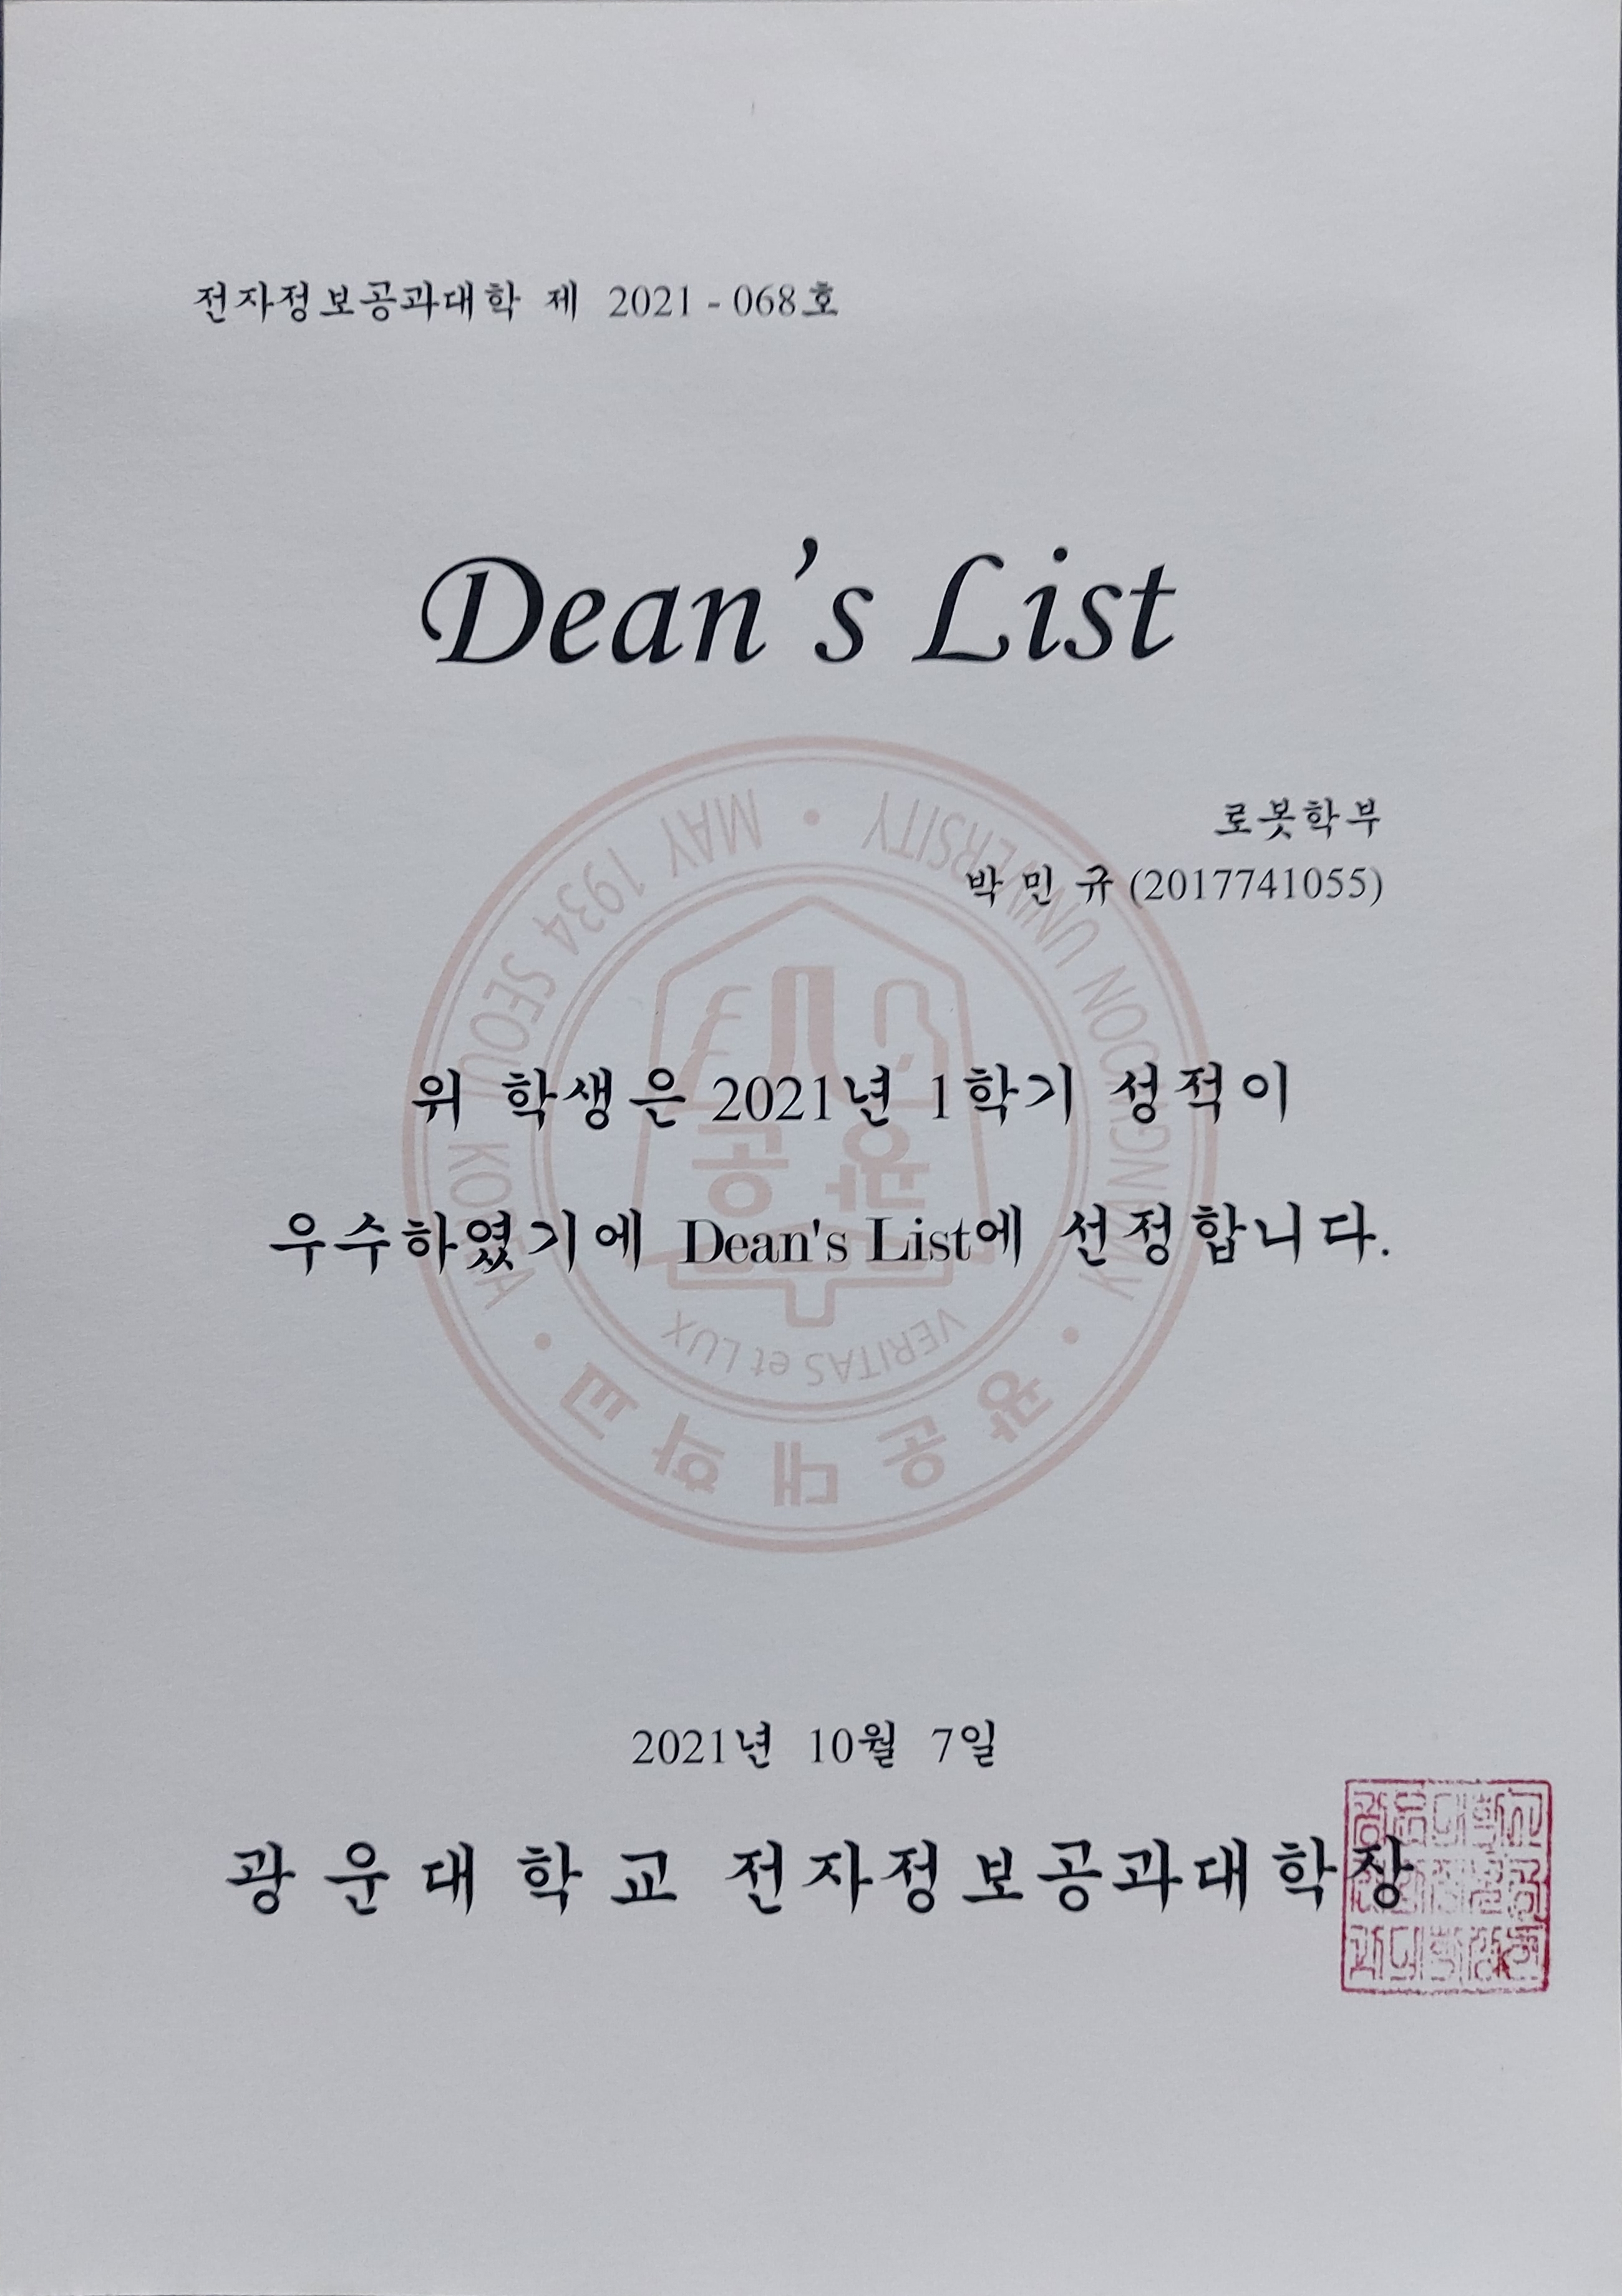 전자정보공과대학 제 2021 - 068호
Dean's List
로봇학부
박 민 규 (2017741055)
위 학생은 2021년 1학기 성적이
우수하였기에 Dean's List에 선정합니다.
2021년 10월 7일
광 운 대 학 교 전자정보공과대학장
KWANGWOON UNIVERSITY • MAY 1934 SEOUL KOREA
광운
VERITAS et LUX
광운대학교